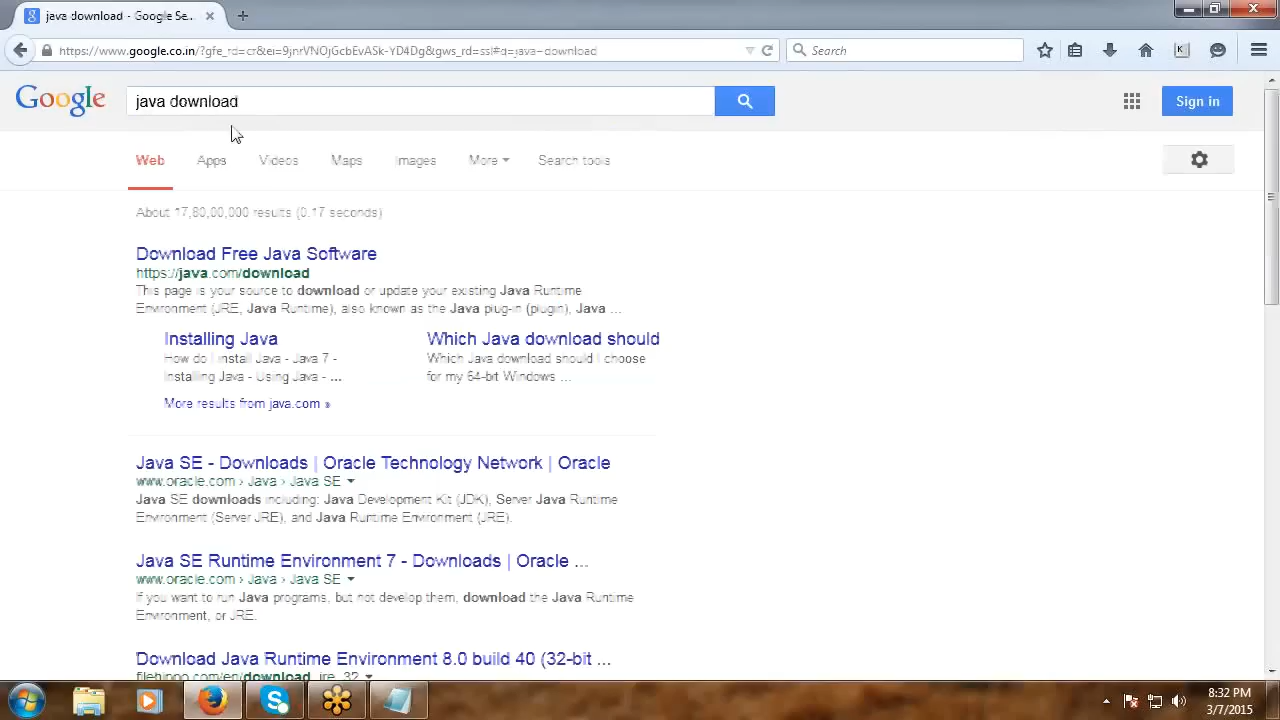 java download - Google Se...
https://www.google.co.in/?gfe_rd=cr&ei=9jnrVNOjGcbEvASk-YD4Dg&gws_rd=ssl#q=java+download
Search
Google
java download
Sign in
Web
Apps
Videos
Maps
Images
More
Search tools
About 17,80,00,000 results (0.17 seconds)
Download Free Java Software
https://java.com/download
This page is your source to download or update your existing Java Runtime
Environment (JRE, Java Runtime), also known as the Java plug-in (plugin), Java ...
Installing Java
How do I install Java - Java 7 -
Installing Java - Using Java - ...
Which Java download should
Which Java download should I choose
for my 64-bit Windows ...
More results from java.com »
Java SE - Downloads | Oracle Technology Network | Oracle
www.oracle.com › Java › Java SE
Java SE downloads including: Java Development Kit (JDK), Server Java Runtime
Environment (Server JRE), and Java Runtime Environment (JRE).
Java SE Runtime Environment 7 - Downloads | Oracle ...
www.oracle.com › Java › Java SE
If you want to run Java programs, but not develop them, download the Java Runtime
Environment, or JRE.
Download Java Runtime Environment 8.0 build 40 (32-bit ...
filehippo.com/en/download_jre_32
8:32 PM
3/7/2015